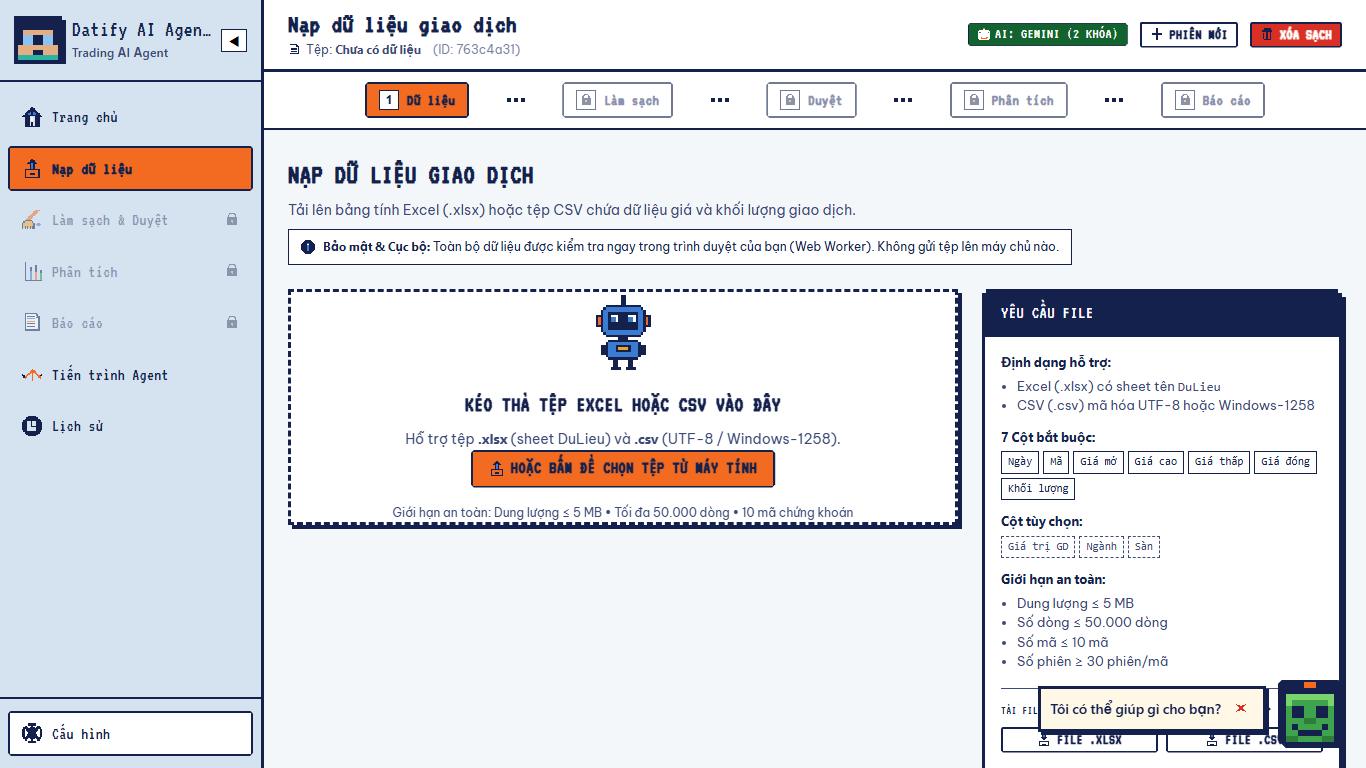 Datify AI Agen…
Trading AI Agent
Trang chủ
Nạp dữ liệu
Làm sạch & Duyệt
Phân tích
Báo cáo
Tiến trình Agent
Lịch sử
Cấu hình
Nạp dữ liệu giao dịch
Tệp: Chưa có dữ liệu (ID: 763c4a31)
AI: GEMINI (2 KHÓA)
PHIÊN MỚI
XÓA SẠCH
1 Dữ liệu
Làm sạch
Duyệt
Phân tích
Báo cáo
NẠP DỮ LIỆU GIAO DỊCH
Tải lên bảng tính Excel (.xlsx) hoặc tệp CSV chứa dữ liệu giá và khối lượng giao dịch.
Bảo mật & Cục bộ: Toàn bộ dữ liệu được kiểm tra ngay trong trình duyệt của bạn (Web Worker). Không gửi tệp lên máy chủ nào.
KÉO THẢ TỆP EXCEL HOẶC CSV VÀO ĐÂY
Hỗ trợ tệp .xlsx (sheet DuLieu) và .csv (UTF-8 / Windows-1258).
HOẶC BẤM ĐỂ CHỌN TỆP TỪ MÁY TÍNH
Giới hạn an toàn: Dung lượng ≤ 5 MB • Tối đa 50.000 dòng • 10 mã chứng khoán
YÊU CẦU FILE
Định dạng hỗ trợ:
• Excel (.xlsx) có sheet tên DuLieu
• CSV (.csv) mã hóa UTF-8 hoặc Windows-1258
7 Cột bắt buộc:
Ngày Mã Giá mở Giá cao Giá thấp Giá đóng
Khối lượng
Cột tùy chọn:
Giá trị GD Ngành Sàn
Giới hạn an toàn:
• Dung lượng ≤ 5 MB
• Số dòng ≤ 50.000 dòng
• Số mã ≤ 10 mã
• Số phiên ≥ 30 phiên/mã
TẢI FIL
Tôi có thể giúp gì cho bạn?
FILE .XLSX
FILE .CS